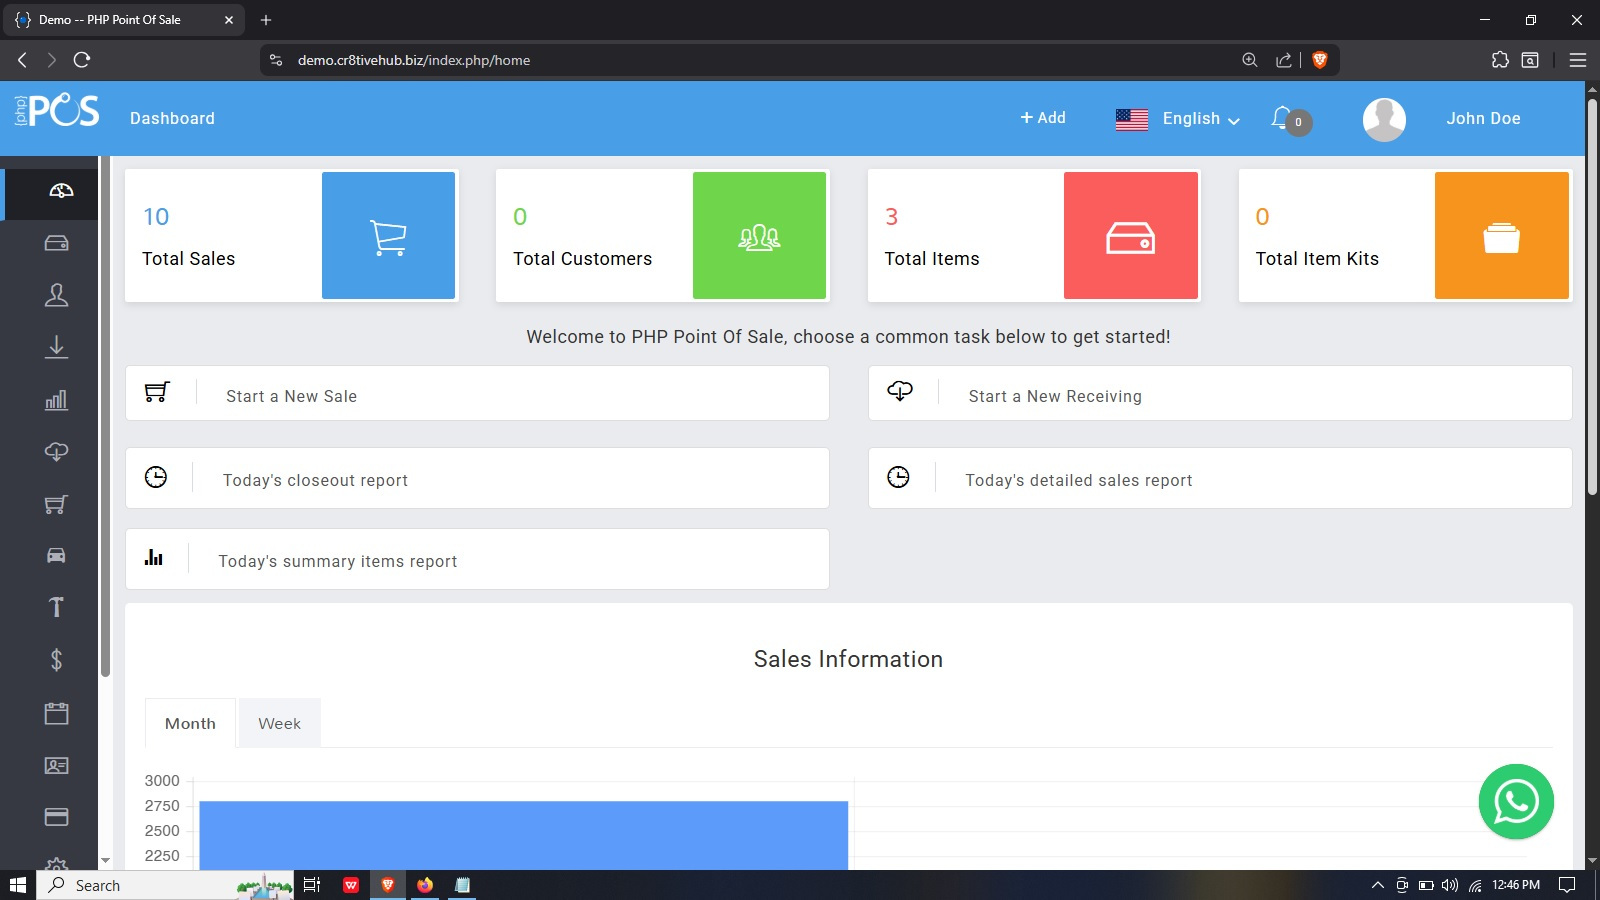 Demo -- PHP Point Of Sale
demo.cr8tivehub.biz/index.php/home
{php} POS
Dashboard
+ Add
English
0
John Doe
10
Total Sales
0
Total Customers
3
Total Items
0
Total Item Kits
Welcome to PHP Point Of Sale, choose a common task below to get started!
Start a New Sale
Start a New Receiving
Today's closeout report
Today's detailed sales report
Today's summary items report
Sales Information
Month
Week
3000
2750
2500
2250
Search
12:46 PM